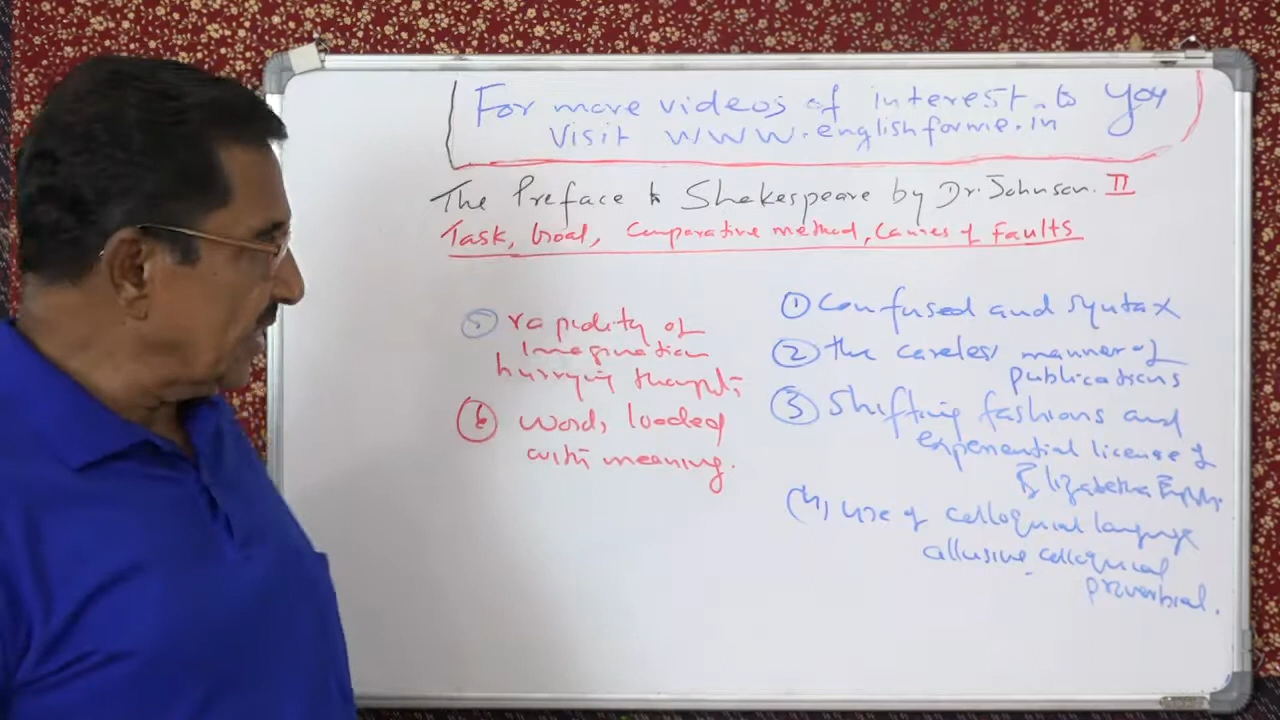 For more videos of interest to you
Visit www.englishforme.in
The Preface to Shakespeare by Dr. Johnson. II
Task, Goal, Comparative method, Causes of Faults
① Confused and syntax
② the careless manner of
publications
③ Shifting fashions and
experiential license of
Elizabethan English
(4) use of colloquial language
allusive colloquial
proverbial.
⑤ rapidity of
Imagination
hurrying thoughts
⑥ words loaded
with meaning.